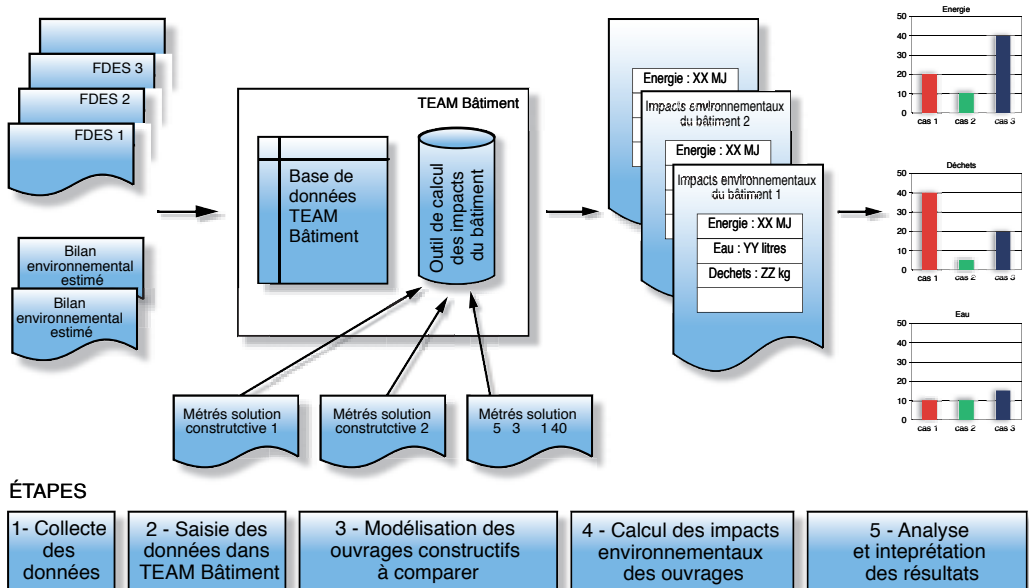 FDES 3
FDES 2
FDES 1
Bilan
environnemental
estimé
Bilan
environnemental
estimé
TEAM Bâtiment
Base de
données
TEAM
Bâtiment
Outil de calcul
des impacts
du bâtiment
Métrés solution
construtctive 1
Métrés solution
construtctive 2
Métrés solution
5 3 1 40
Energie : XX MJ
Impacts environnementaux
du bâtiment 2
Energie : XX MJ
Impacts environnementaux
du bâtiment 1
Energie : XX MJ
Eau : YY litres
Dechets : ZZ kg
Energie
50
40
30
20
10
0
cas 1 cas 2 cas 3
Déchets
50
40
30
20
10
0
cas 1 cas 2 cas 3
Eau
50
40
30
20
10
0
cas 1 cas 2 cas 3
ÉTAPES
1- Collecte
des
données
2 - Saisie des
données dans
TEAM Bâtiment
3 - Modélisation des
ouvrages constructifs
à comparer
4 - Calcul des impacts
environnementaux
des ouvrages
5 - Analyse
et inteprétation
des résultats